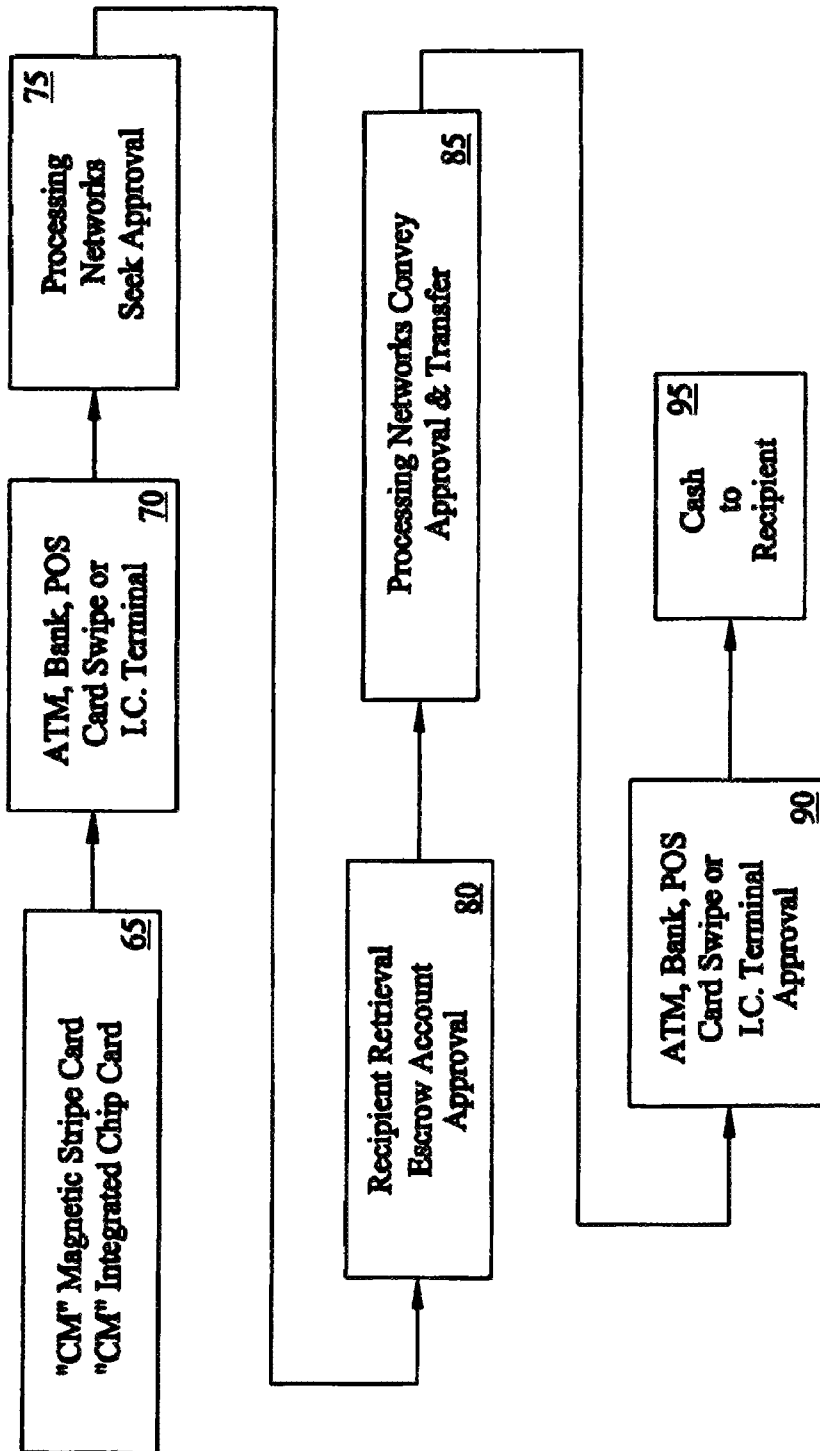 "CM" Magnetic Stripe Card
"CM" Integrated Chip Card
65
ATM, Bank, POS
Card Swipe or
I.C. Terminal
70
Processing
Networks
Seek Approval
75
Recipient Retrieval
Escrow Account
Approval
80
Processing Networks Convey
Approval & Transfer
85
ATM, Bank, POS
Card Swipe or
I.C. Terminal
Approval
90
Cash
to
Recipient
95